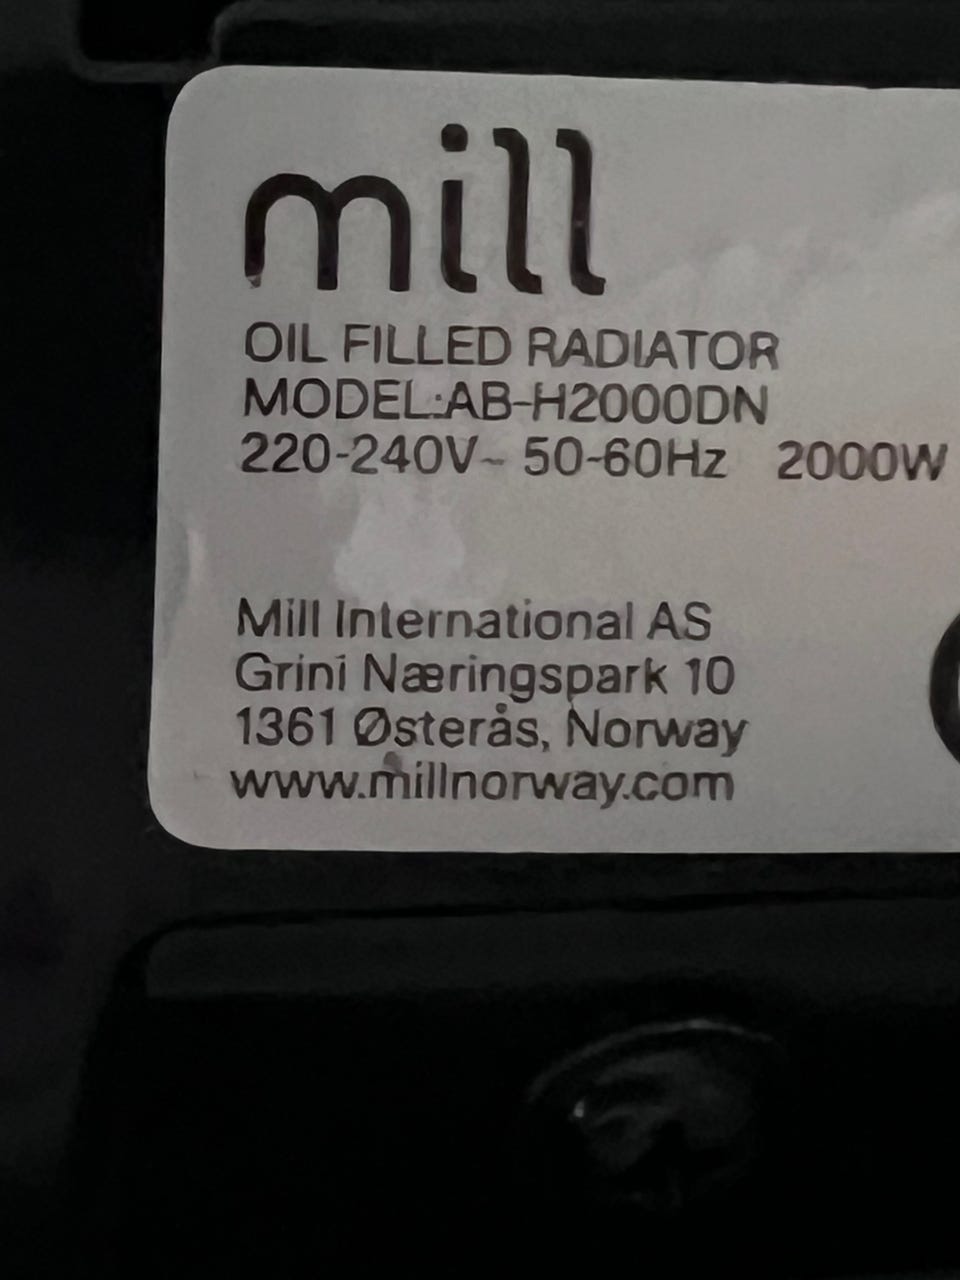 mill
OIL FILLED RADIATOR
MODEL:AB-H2000DN
220-240V~ 50-60Hz 2000W
Mill International AS
Grini Næringspark 10
1361 Østerås, Norway
www.millnorway.com